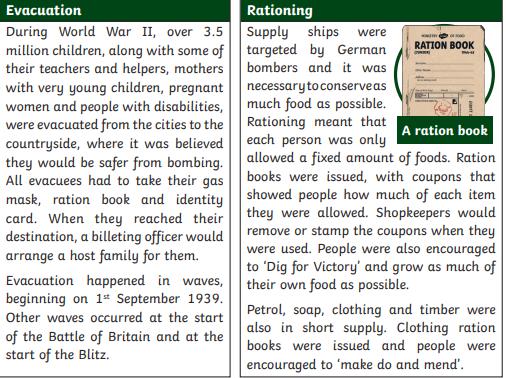 Evacuation
During World War II, over 3.5
million children, along with some of
their teachers and helpers, mothers
with very young children, pregnant
women and people with disabilities,
were evacuated from the cities to the
countryside, where it was believed
they would be safer from bombing.
All evacuees had to take their gas
mask, ration book and identity
card. When they reached their
destination, a billeting officer would
arrange a host family for them.
Evacuation happened in waves,
beginning on 1st September 1939.
Other waves occurred at the start
of the Battle of Britain and at the
start of the Blitz.
Rationing
Supply ships were
targeted by German
bombers and it was
necessary to conserve as
much food as possible.
Rationing meant that
each person was only
allowed a fixed amount of foods. Ration
books were issued, with coupons that
showed people how much of each item
they were allowed. Shopkeepers would
remove or stamp the coupons when they
were used. People were also encouraged
to ‘Dig for Victory’ and grow as much of
their own food as possible.
Petrol, soap, clothing and timber were
also in short supply. Clothing ration
books were issued and people were
encouraged to ‘make do and mend’.
MINISTRY OF FOOD
RATION BOOK
A ration book